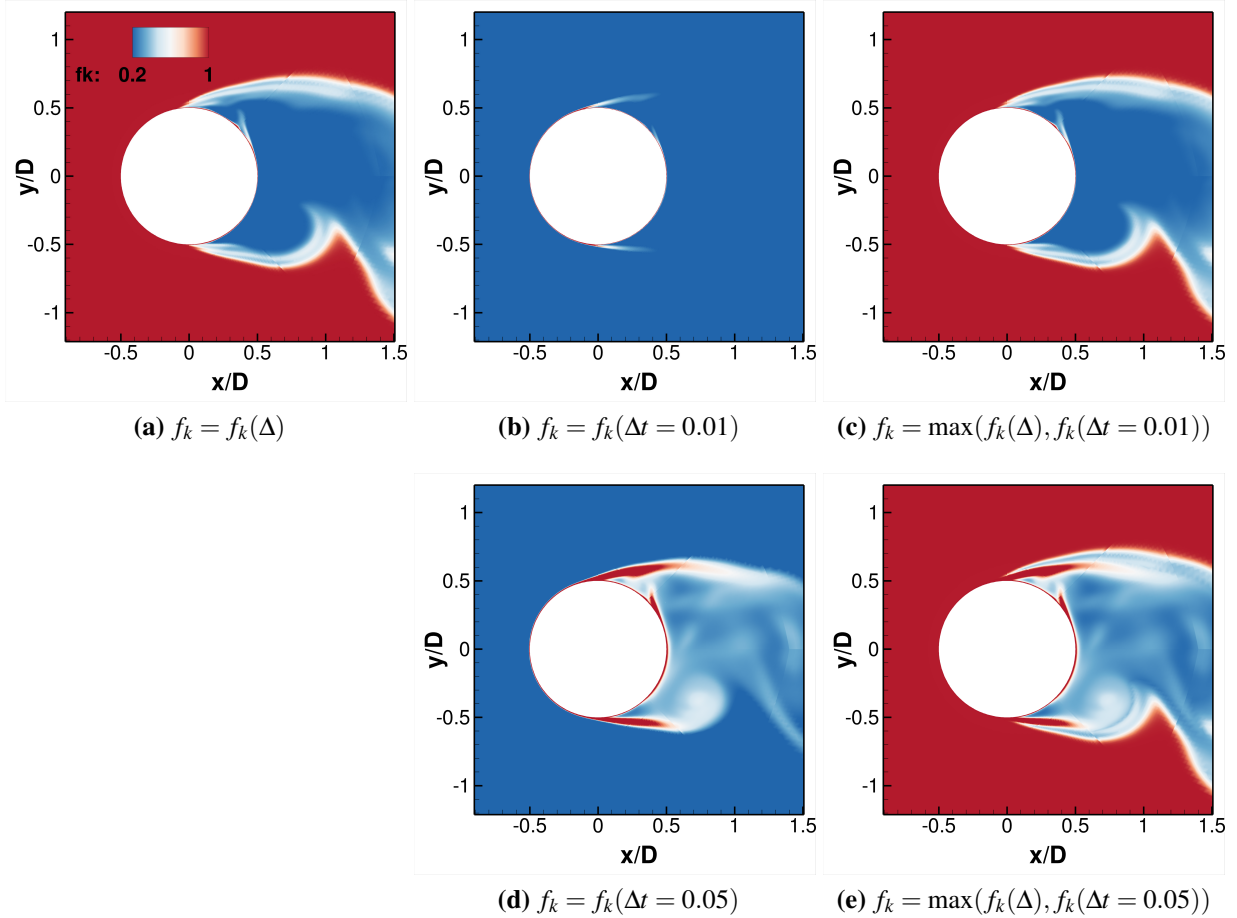 fk: 0.2 1
1
0.5
0
-0.5
-1
y/D
-0.5 0 0.5 1 1.5
x/D
(a) f_k = f_k(Δ)
1
0.5
0
-0.5
-1
y/D
-0.5 0 0.5 1 1.5
x/D
(b) f_k = f_k(Δt = 0.01)
1
0.5
0
-0.5
-1
y/D
-0.5 0 0.5 1 1.5
x/D
(c) f_k = max(f_k(Δ), f_k(Δt = 0.01))
1
0.5
0
-0.5
-1
y/D
-0.5 0 0.5 1 1.5
x/D
(d) f_k = f_k(Δt = 0.05)
1
0.5
0
-0.5
-1
y/D
-0.5 0 0.5 1 1.5
x/D
(e) f_k = max(f_k(Δ), f_k(Δt = 0.05))